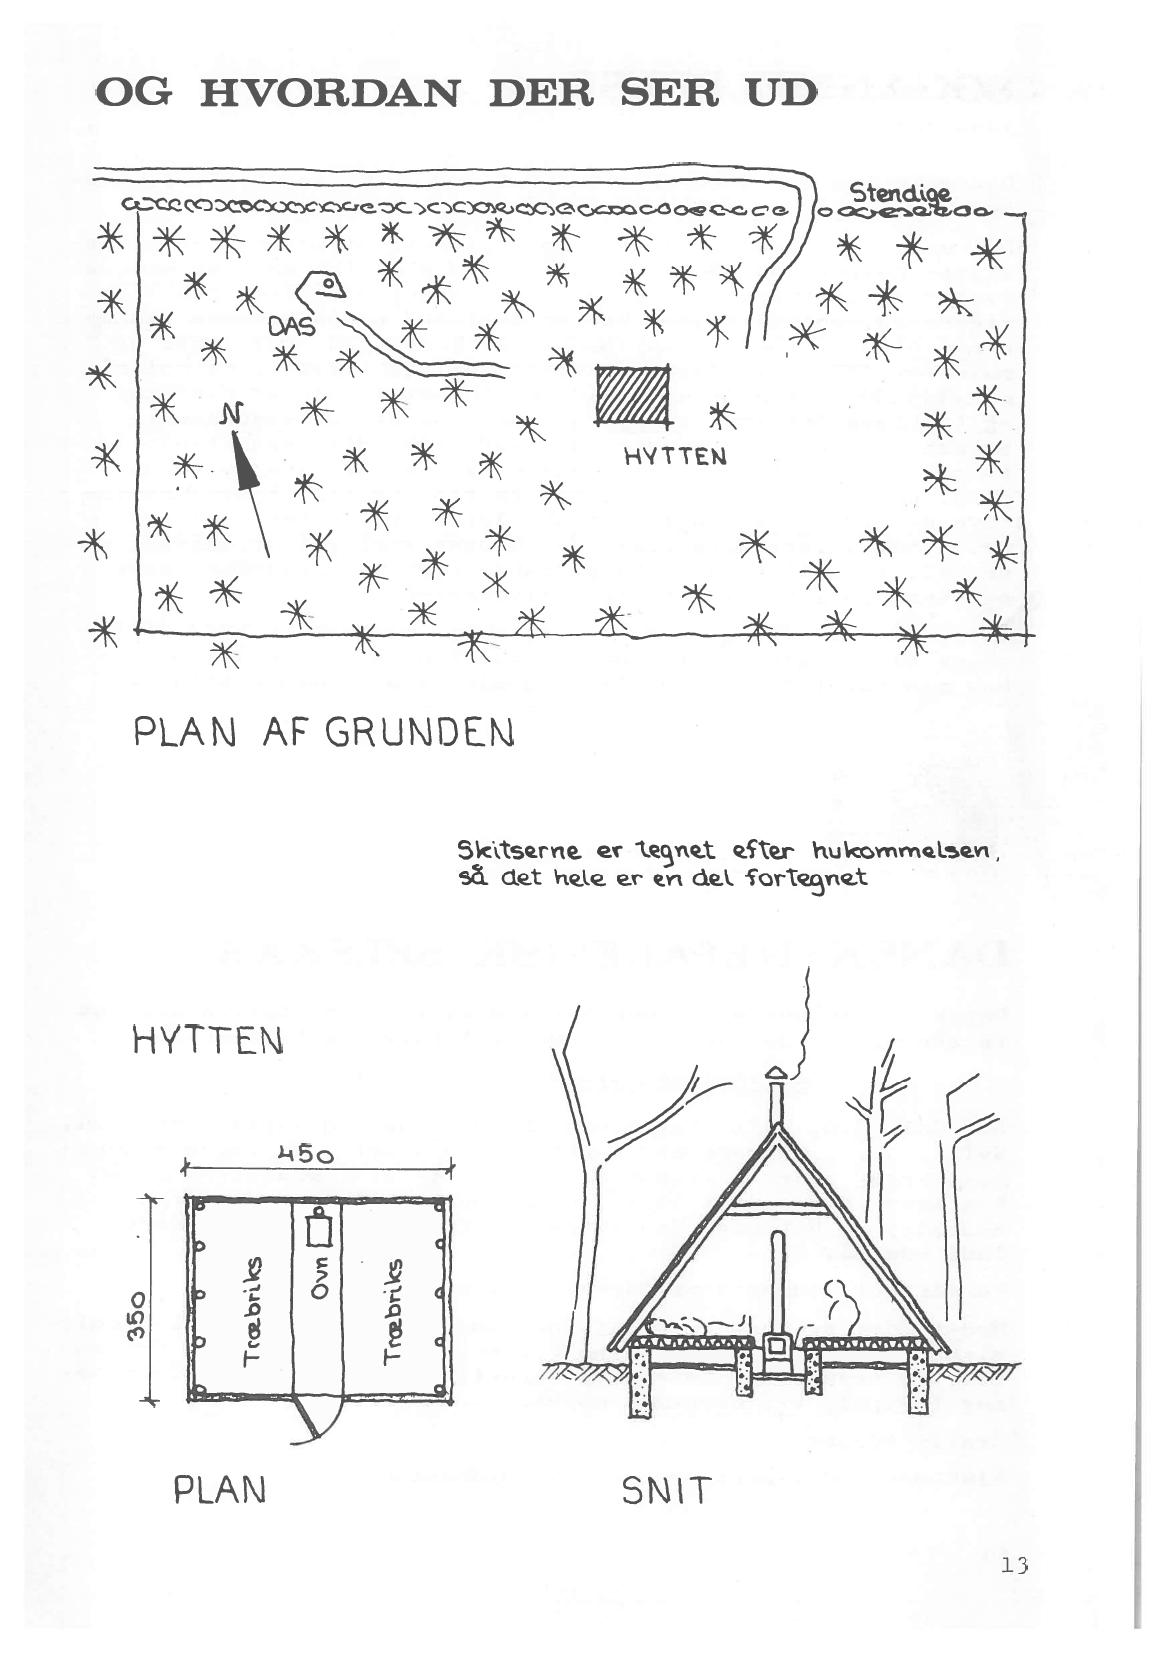 OG HVORDAN DER SER UD
Stendige
DAS
N
HYTTEN
PLAN AF GRUNDEN
Skitserne er tegnet efter hukommelsen,
så det hele er en del fortegnet
HYTTEN
450
350
Træbriks
Ovn
Træbriks
PLAN
SNIT
13